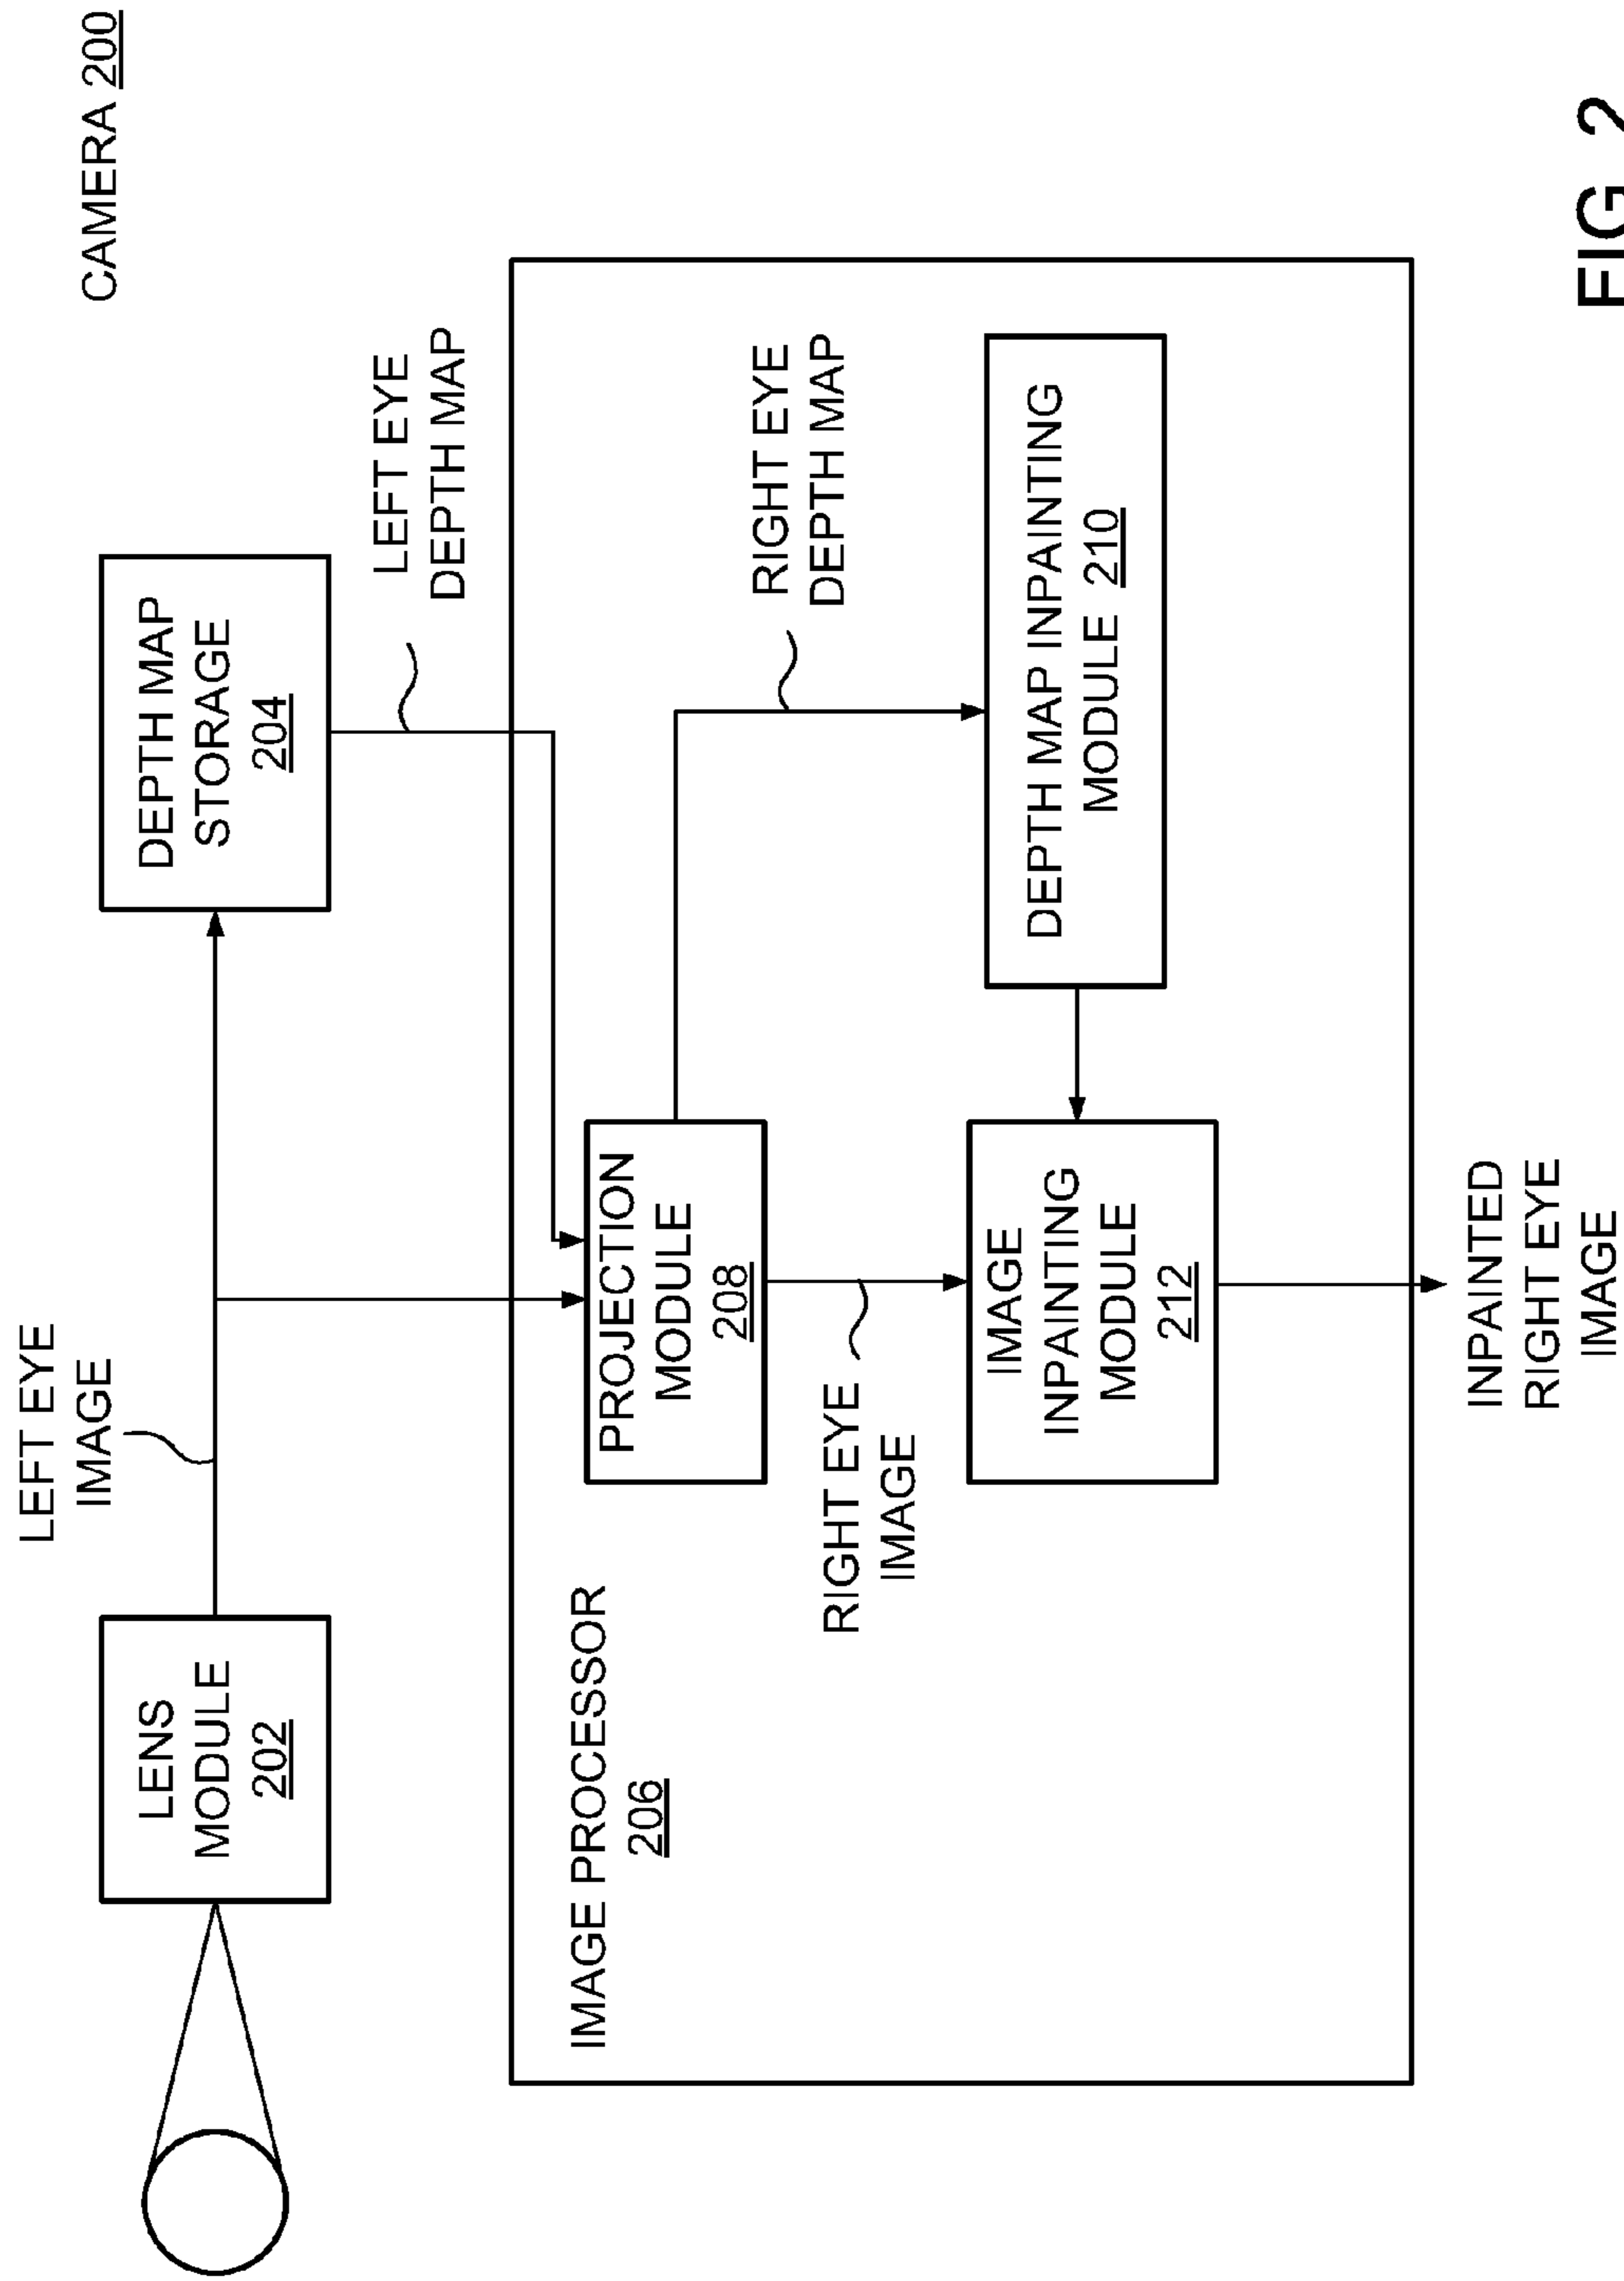 CAMERA 200
LEFT EYE
IMAGE
LENS
MODULE
202
DEPTH MAP
STORAGE
204
LEFT EYE
DEPTH MAP
IMAGE PROCESSOR
206
PROJECTION
MODULE
208
RIGHT EYE
DEPTH MAP
RIGHT EYE
IMAGE
IMAGE
INPAINTING
MODULE
212
DEPTH MAP INPAINTING
MODULE 210
INPAINTED
RIGHT EYE
IMAGE
FIG 2